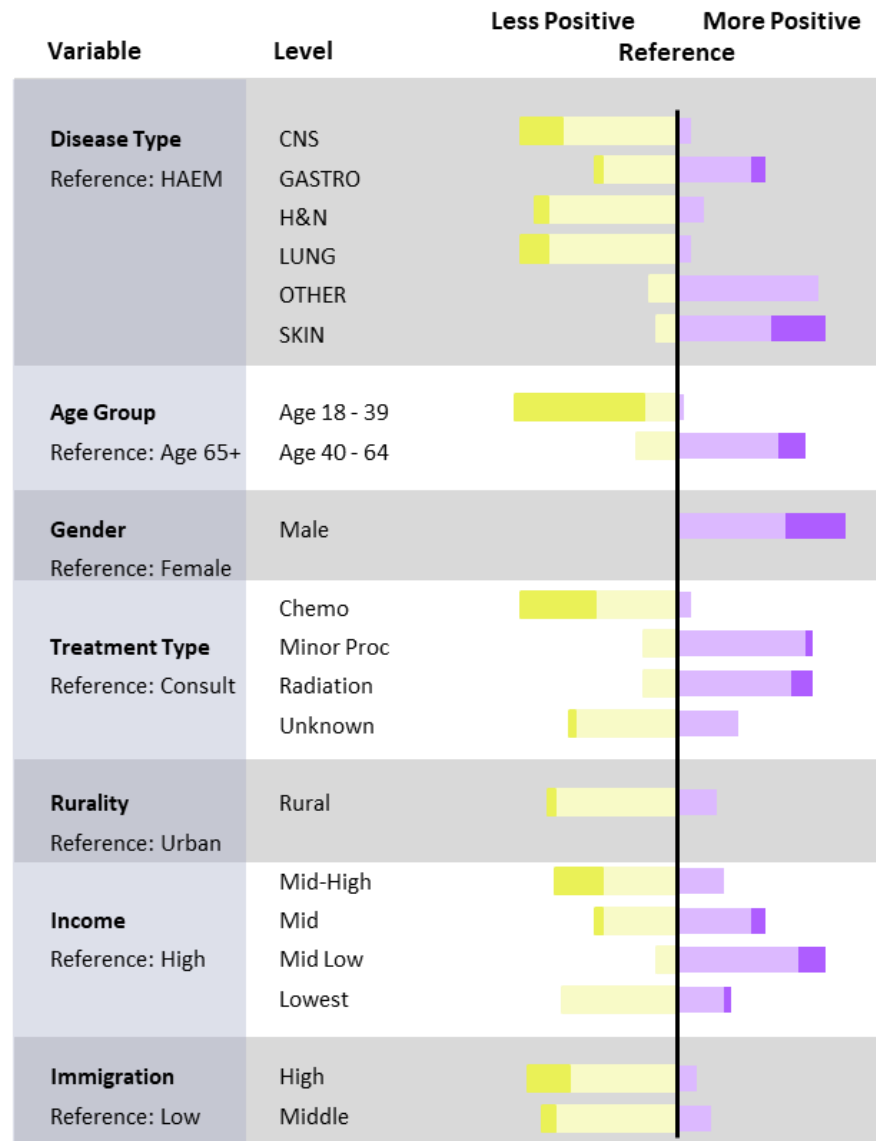 Less Positive More Positive
Variable Level Reference
Disease Type CNS
Reference: HAEM GASTRO
H&N
LUNG
OTHER
SKIN
Age Group Age 18 - 39
Reference: Age 65+ Age 40 - 64
Gender Male
Reference: Female
Chemo
Treatment Type Minor Proc
Reference: Consult Radiation
Unknown
Rurality Rural
Reference: Urban
Mid-High
Income Mid
Reference: High Mid Low
Lowest
Immigration High
Reference: Low Middle